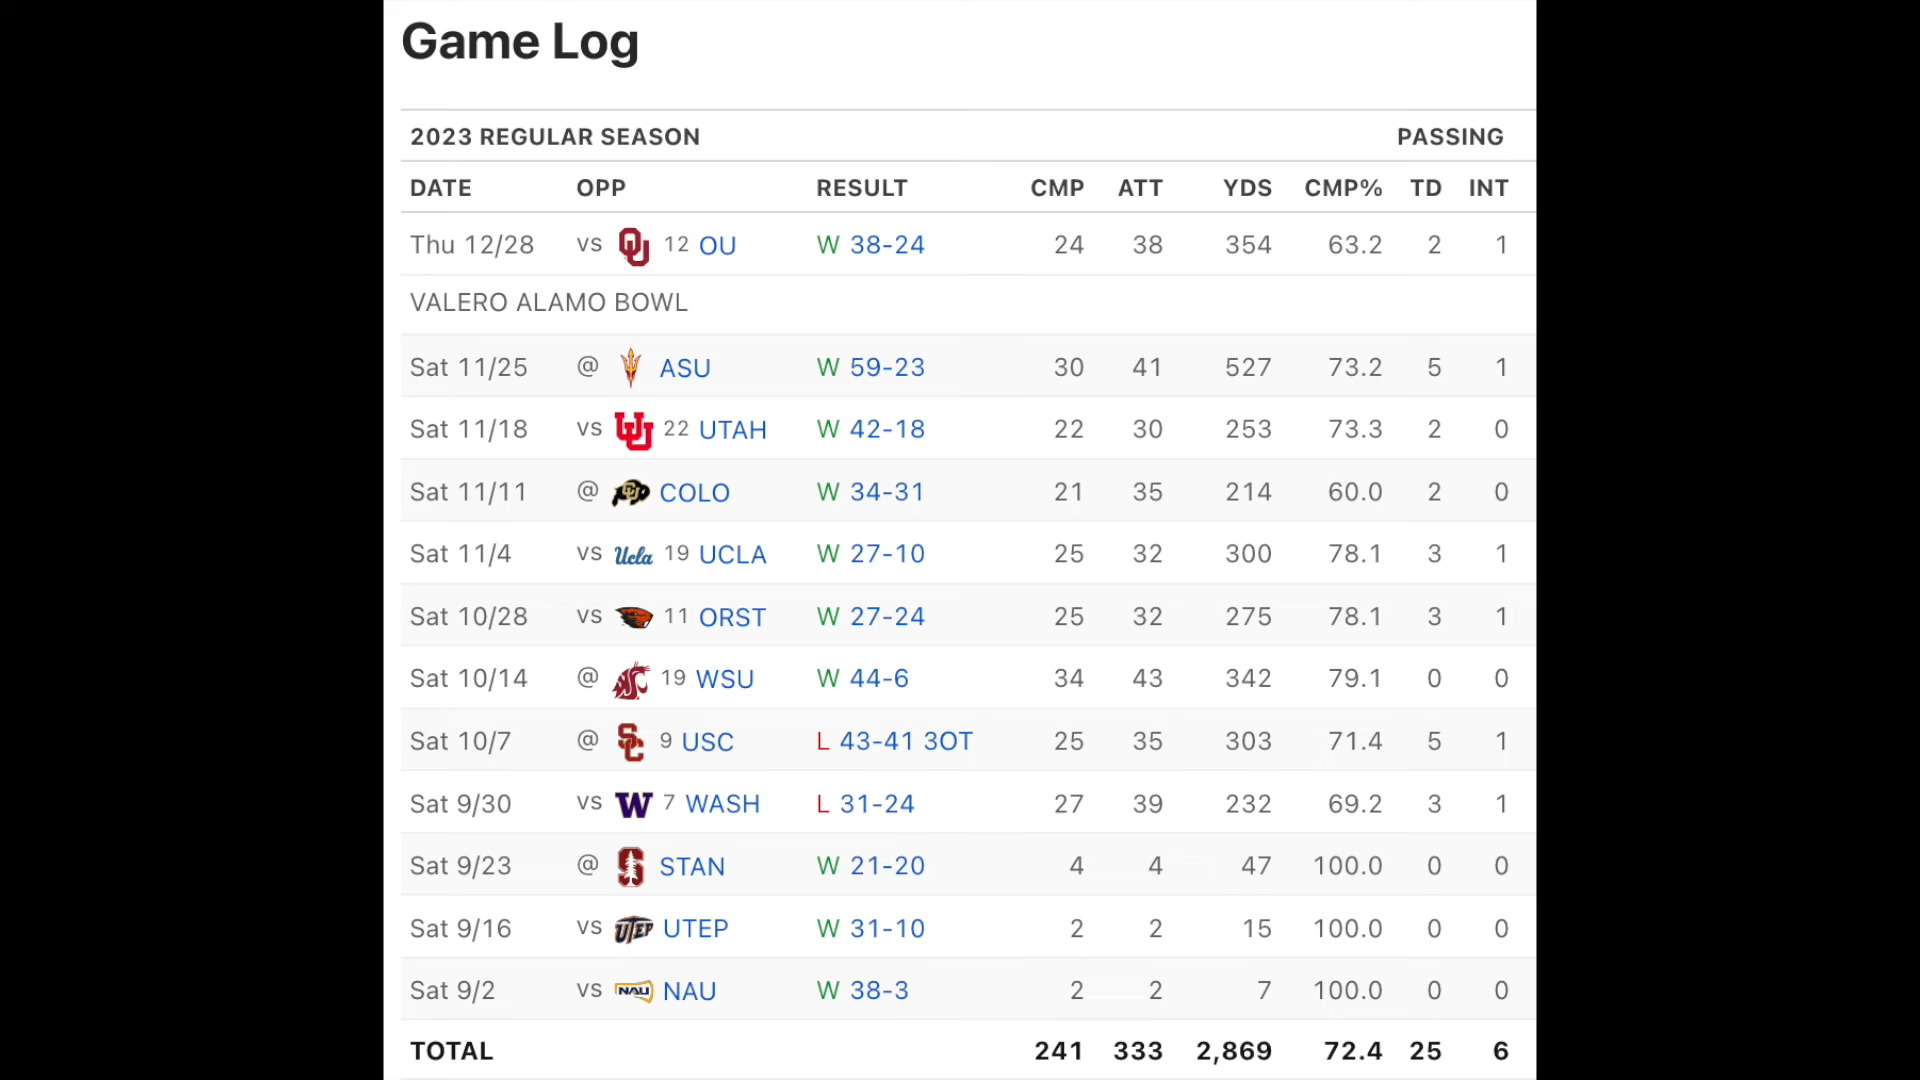 Game Log
2023 REGULAR SEASON PASSING
DATE OPP RESULT CMP ATT YDS CMP% TD INT
Thu 12/28 vs OU 12 OU W 38-24 24 38 354 63.2 2 1
VALERO ALAMO BOWL
Sat 11/25 @ ASU W 59-23 30 41 527 73.2 5 1
Sat 11/18 vs UU 22 UTAH W 42-18 22 30 253 73.3 2 0
Sat 11/11 @ CU COLO W 34-31 21 35 214 60.0 2 0
Sat 11/4 vs Ucla 19 UCLA W 27-10 25 32 300 78.1 3 1
Sat 10/28 vs 11 ORST W 27-24 25 32 275 78.1 3 1
Sat 10/14 @ WSC 19 WSU W 44-6 34 43 342 79.1 0 0
Sat 10/7 @ SC 9 USC L 43-41 3OT 25 35 303 71.4 5 1
Sat 9/30 vs W 7 WASH L 31-24 27 39 232 69.2 3 1
Sat 9/23 @ S STAN W 21-20 4 4 47 100.0 0 0
Sat 9/16 vs UTEP UTEP W 31-10 2 2 15 100.0 0 0
Sat 9/2 vs NAU NAU W 38-3 2 2 7 100.0 0 0
TOTAL 241 333 2,869 72.4 25 6